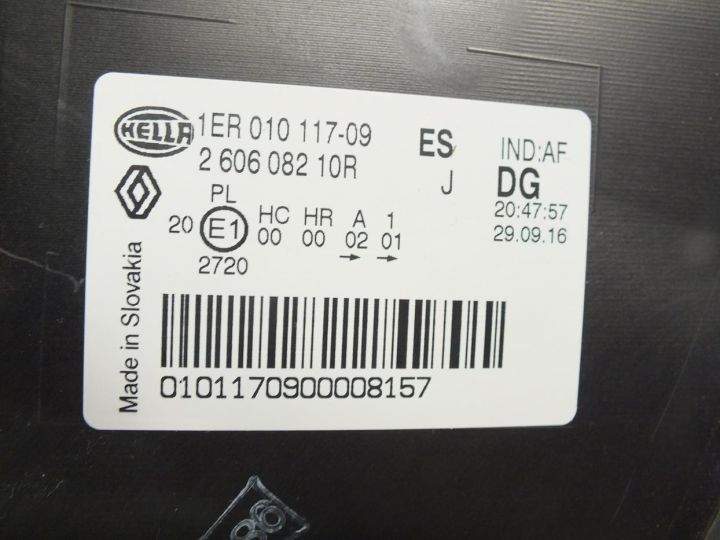 HELLA
1ER 010 117-09
ES
IND:AF
2 606 082 10R
J
DG
20:47:57
29.09.16
PL
20 E1 HC HR A 1
00 00 02 01
→ →
2720
Made in Slovakia
0101170900008157